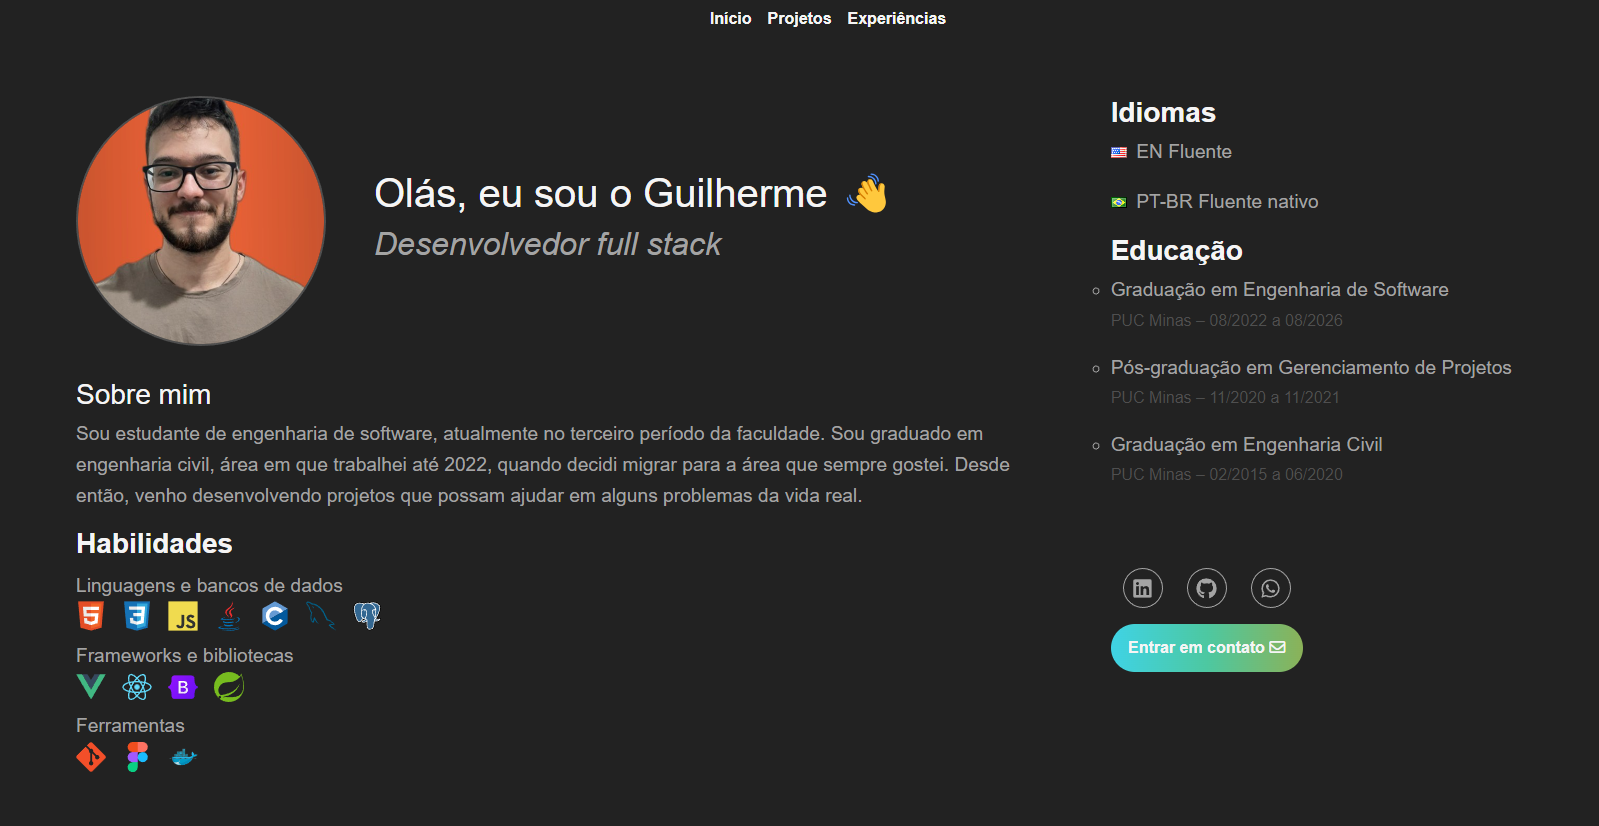 Início Projetos Experiências
Olás, eu sou o Guilherme
Desenvolvedor full stack
Sobre mim
Sou estudante de engenharia de software, atualmente no terceiro período da faculdade. Sou graduado em
engenharia civil, área em que trabalhei até 2022, quando decidi migrar para a área que sempre gostei. Desde
então, venho desenvolvendo projetos que possam ajudar em alguns problemas da vida real.
Habilidades
Linguagens e bancos de dados
5 3 JS C
Frameworks e bibliotecas
B
Ferramentas
Idiomas
EN Fluente
PT-BR Fluente nativo
Educação
Graduação em Engenharia de Software
PUC Minas – 08/2022 a 08/2026
Pós-graduação em Gerenciamento de Projetos
PUC Minas – 11/2020 a 11/2021
Graduação em Engenharia Civil
PUC Minas – 02/2015 a 06/2020
in
Entrar em contato